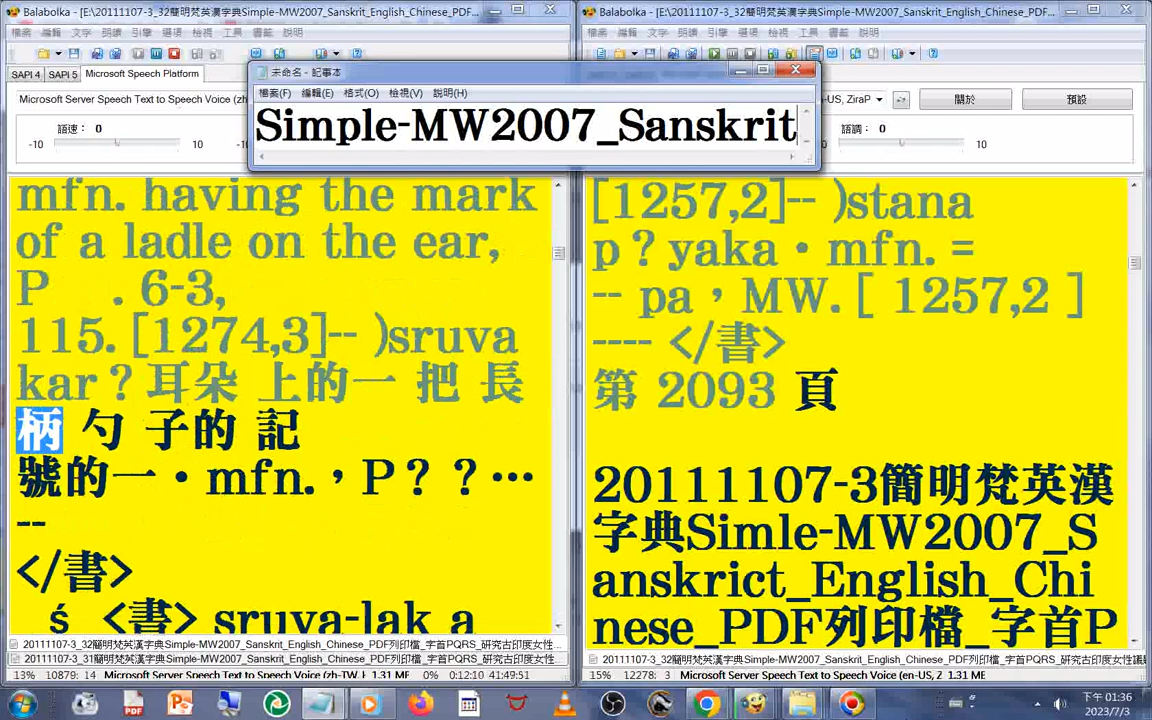 Balabolka - [E:\20111107-3_32簡明梵英漢字典Simple-MW2007_Sanskrit_English_Chinese_PDF...
檔案 編輯 文字 朗讀 引擎 選項 檢視 工具 書籤 說明
SAPI 4 SAPI 5 Microsoft Speech Platform
Microsoft Server Speech Text to Speech Voice (zh
語速: 0
-10 10 -10
mfn. having the mark
of a ladle on the ear,
P . 6-3,
115. [1274,3]-- )sruva
kar？耳朵 上的一 把 長
柄 勺 子的 記
號的一・mfn.，P？？…
--
</書>
ś <書> sruva-lak a
20111107-3_32簡明梵英漢字典Simple-MW2007_Sanskrit_English_Chinese_PDF列印檔_字首PQRS_研究古印度女性...
20111107-3_31簡明梵英漢字典Simple-MW2007_Sanskrit_English_Chinese_PDF列印檔_字首PQRS_研究古印度女性...
13% 10879: 14 Microsoft Server Speech Text to Speech Voice (zh-TW, 1.31 MB 0% 0:12:10 41:49:51
未命名 - 記事本
檔案(F) 編輯(E) 格式(O) 檢視(V) 說明(H)
Simple-MW2007_Sanskrit
Balabolka - [E:\20111107-3_32簡明梵英漢字典Simple-MW2007_Sanskrit_English_Chinese_PDF...
檔案 編輯 文字 朗讀 引擎 選項 檢視 工具 書籤 說明
-US, ZiraP 關於 預設
語調: 0
10
[1257,2]-- )stana
p？yaka・mfn. =
-- pa，MW. [ 1257,2 ]
---- </書>
第 2093 頁
20111107-3簡明梵英漢
字典Simle-MW2007_S
anskrict_English_Chi
nese_PDF列印檔_字首P
20111107-3_32簡明梵英漢字典Simple-MW2007_Sanskrit_English_Chinese_PDF列印檔_字首PQRS_研究古印度女性議
15% 12278: 3 Microsoft Server Speech Text to Speech Voice (en-US, Z 1.31 MB
下午 01:36
2023/7/3